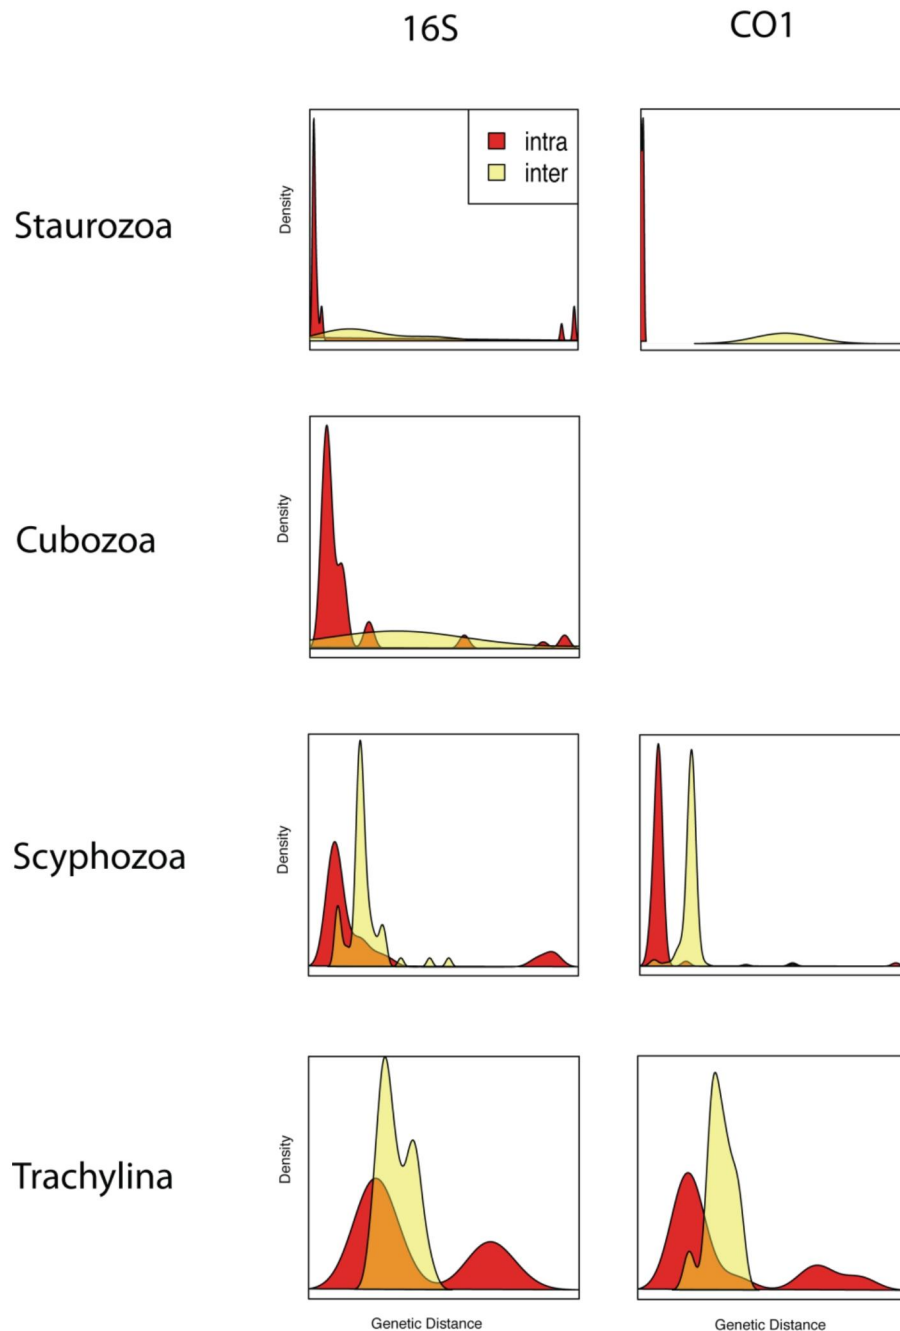 16S
CO1
Staurozoa
Density
intra
inter
Cubozoa
Density
Scyphozoa
Density
Trachylina
Density
Genetic Distance
Genetic Distance